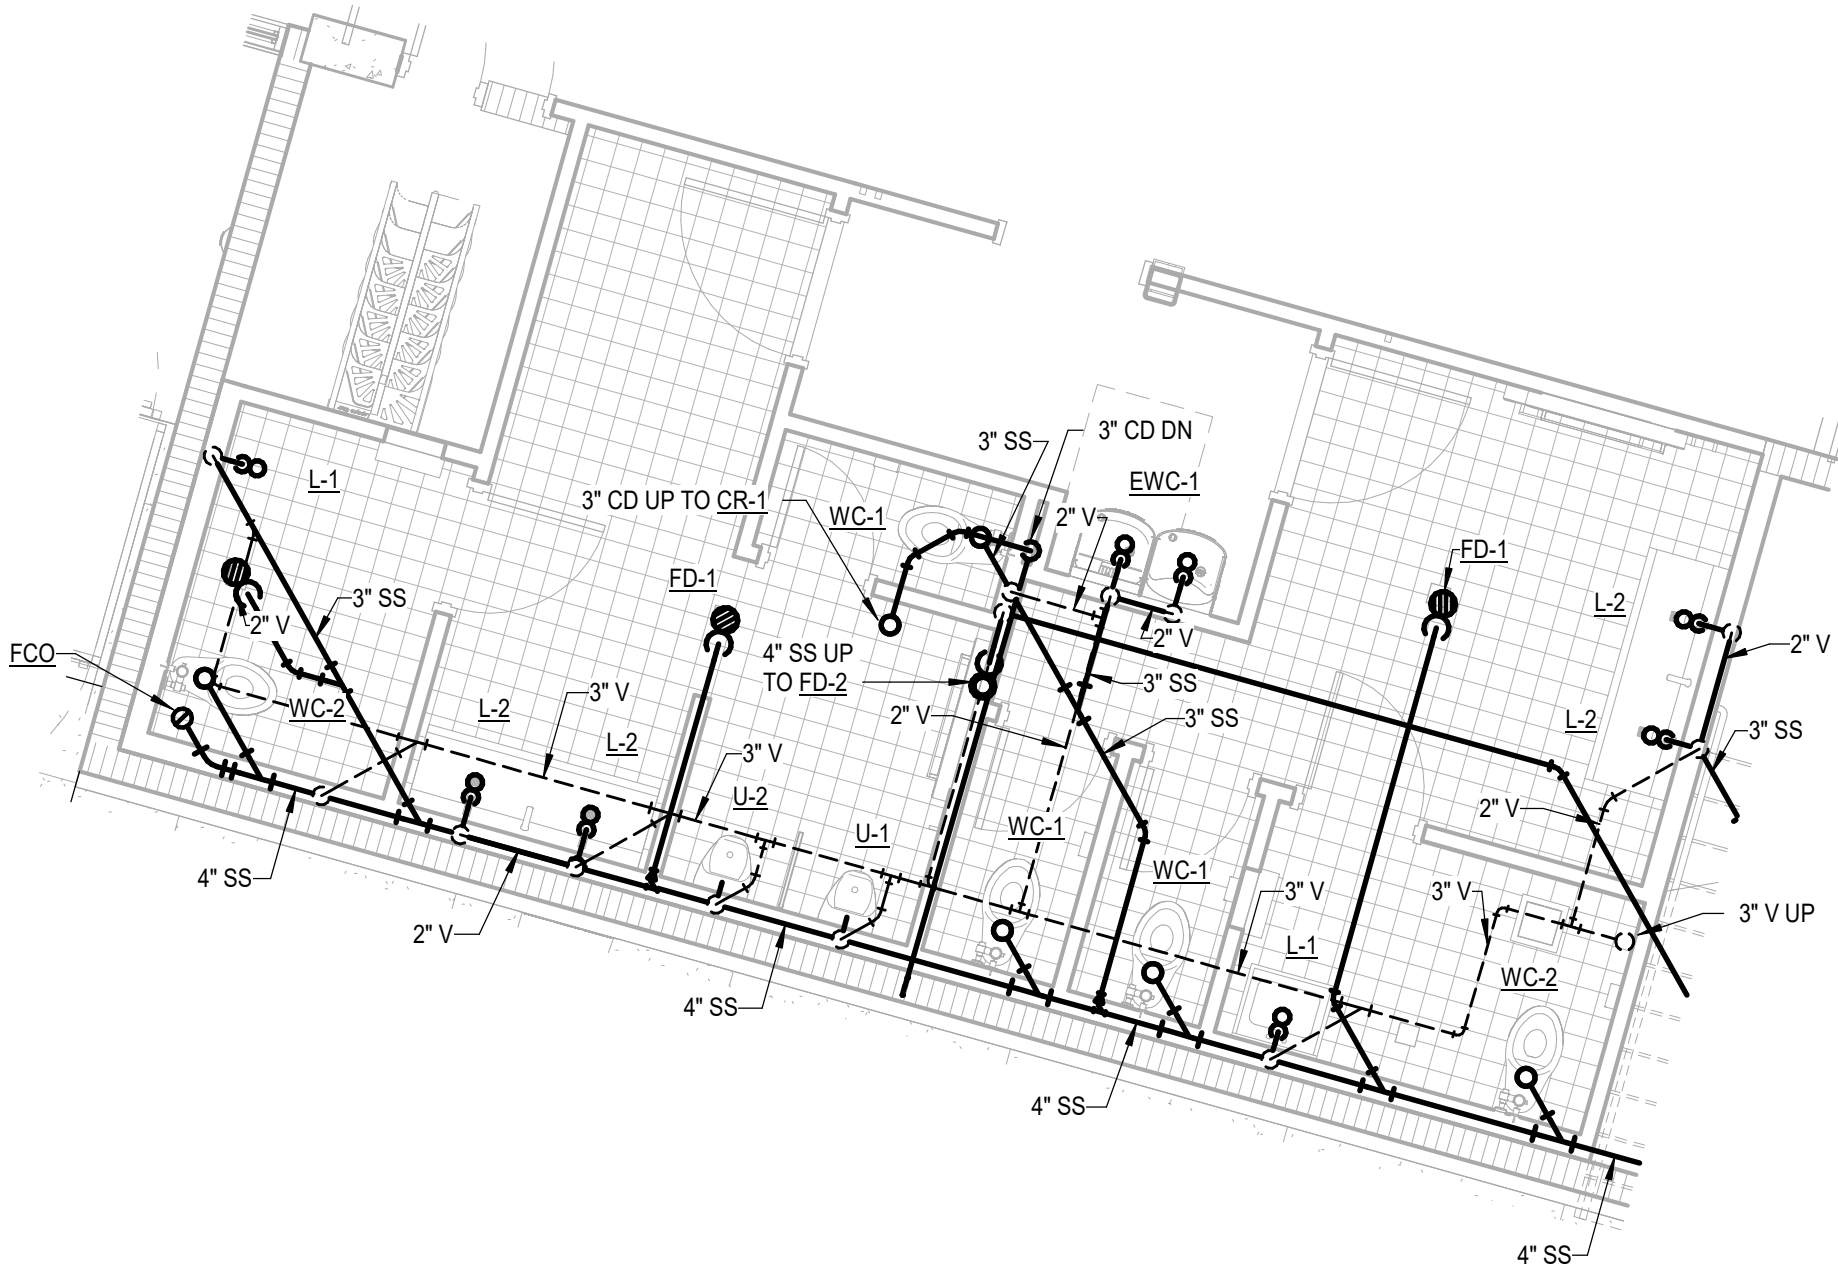 3" SS
3" CD DN
EWC-1
L-1
3" CD UP TO CR-1
WC-1
2" V
FD-1
FD-1
3" SS
L-2
2" V
2" V
2" V
FCO
4" SS UP
TO FD-2
3" SS
WC-2
3" V
L-2
2" V
3" SS
L-2
3" SS
L-2
3" V
U-2
2" V
U-1
WC-1
WC-1
4" SS
3" V
3" V
3" V UP
2" V
L-1
WC-2
4" SS
4" SS
4" SS